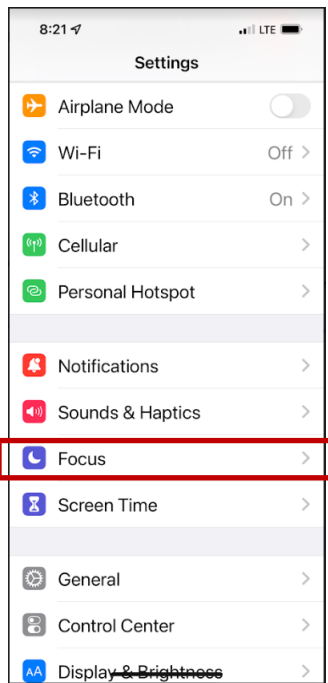 8:21 LTE
Settings
Airplane Mode
Wi-Fi Off
Bluetooth On
Cellular
Personal Hotspot
Notifications
Sounds & Haptics
Focus
Screen Time
General
Control Center
AA Display & Brightness